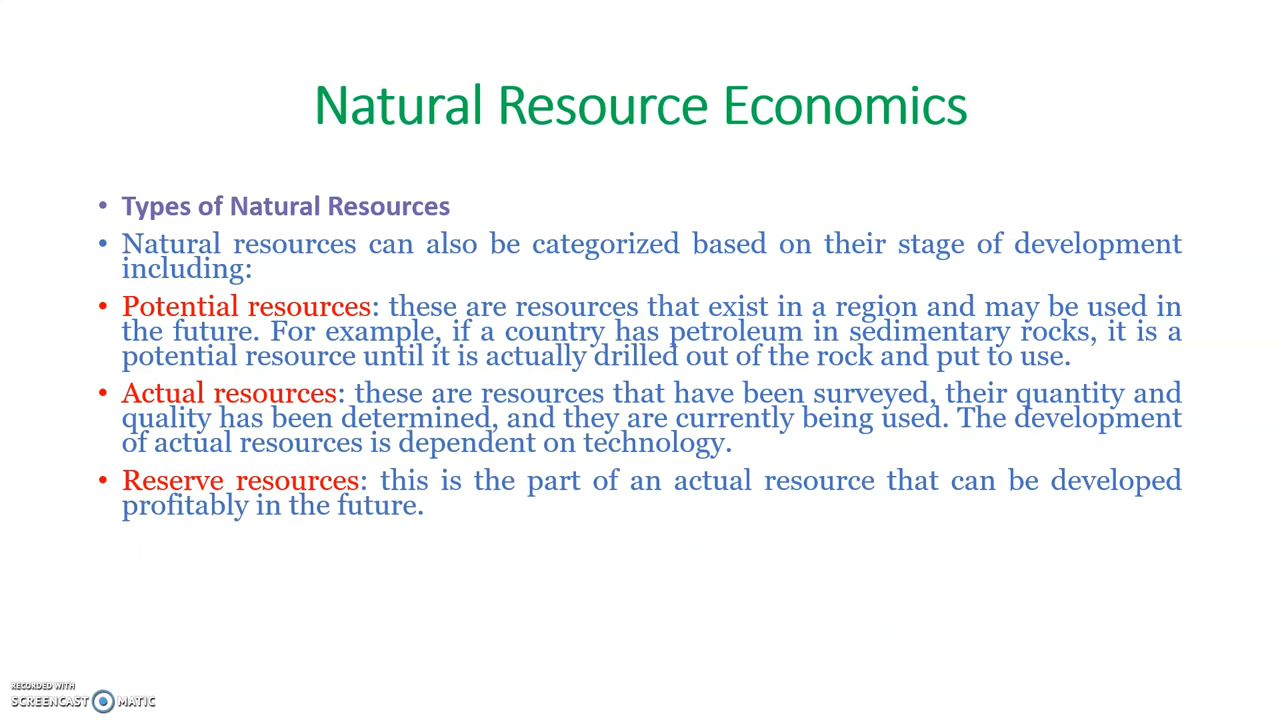 Natural Resource Economics
• Types of Natural Resources
• Natural resources can also be categorized based on their stage of development
including:
• Potential resources: these are resources that exist in a region and may be used in
the future. For example, if a country has petroleum in sedimentary rocks, it is a
potential resource until it is actually drilled out of the rock and put to use.
• Actual resources: these are resources that have been surveyed, their quantity and
quality has been determined, and they are currently being used. The development
of actual resources is dependent on technology.
• Reserve resources: this is the part of an actual resource that can be developed
profitably in the future.
RECORDED WITH
SCREENCAST MATIC